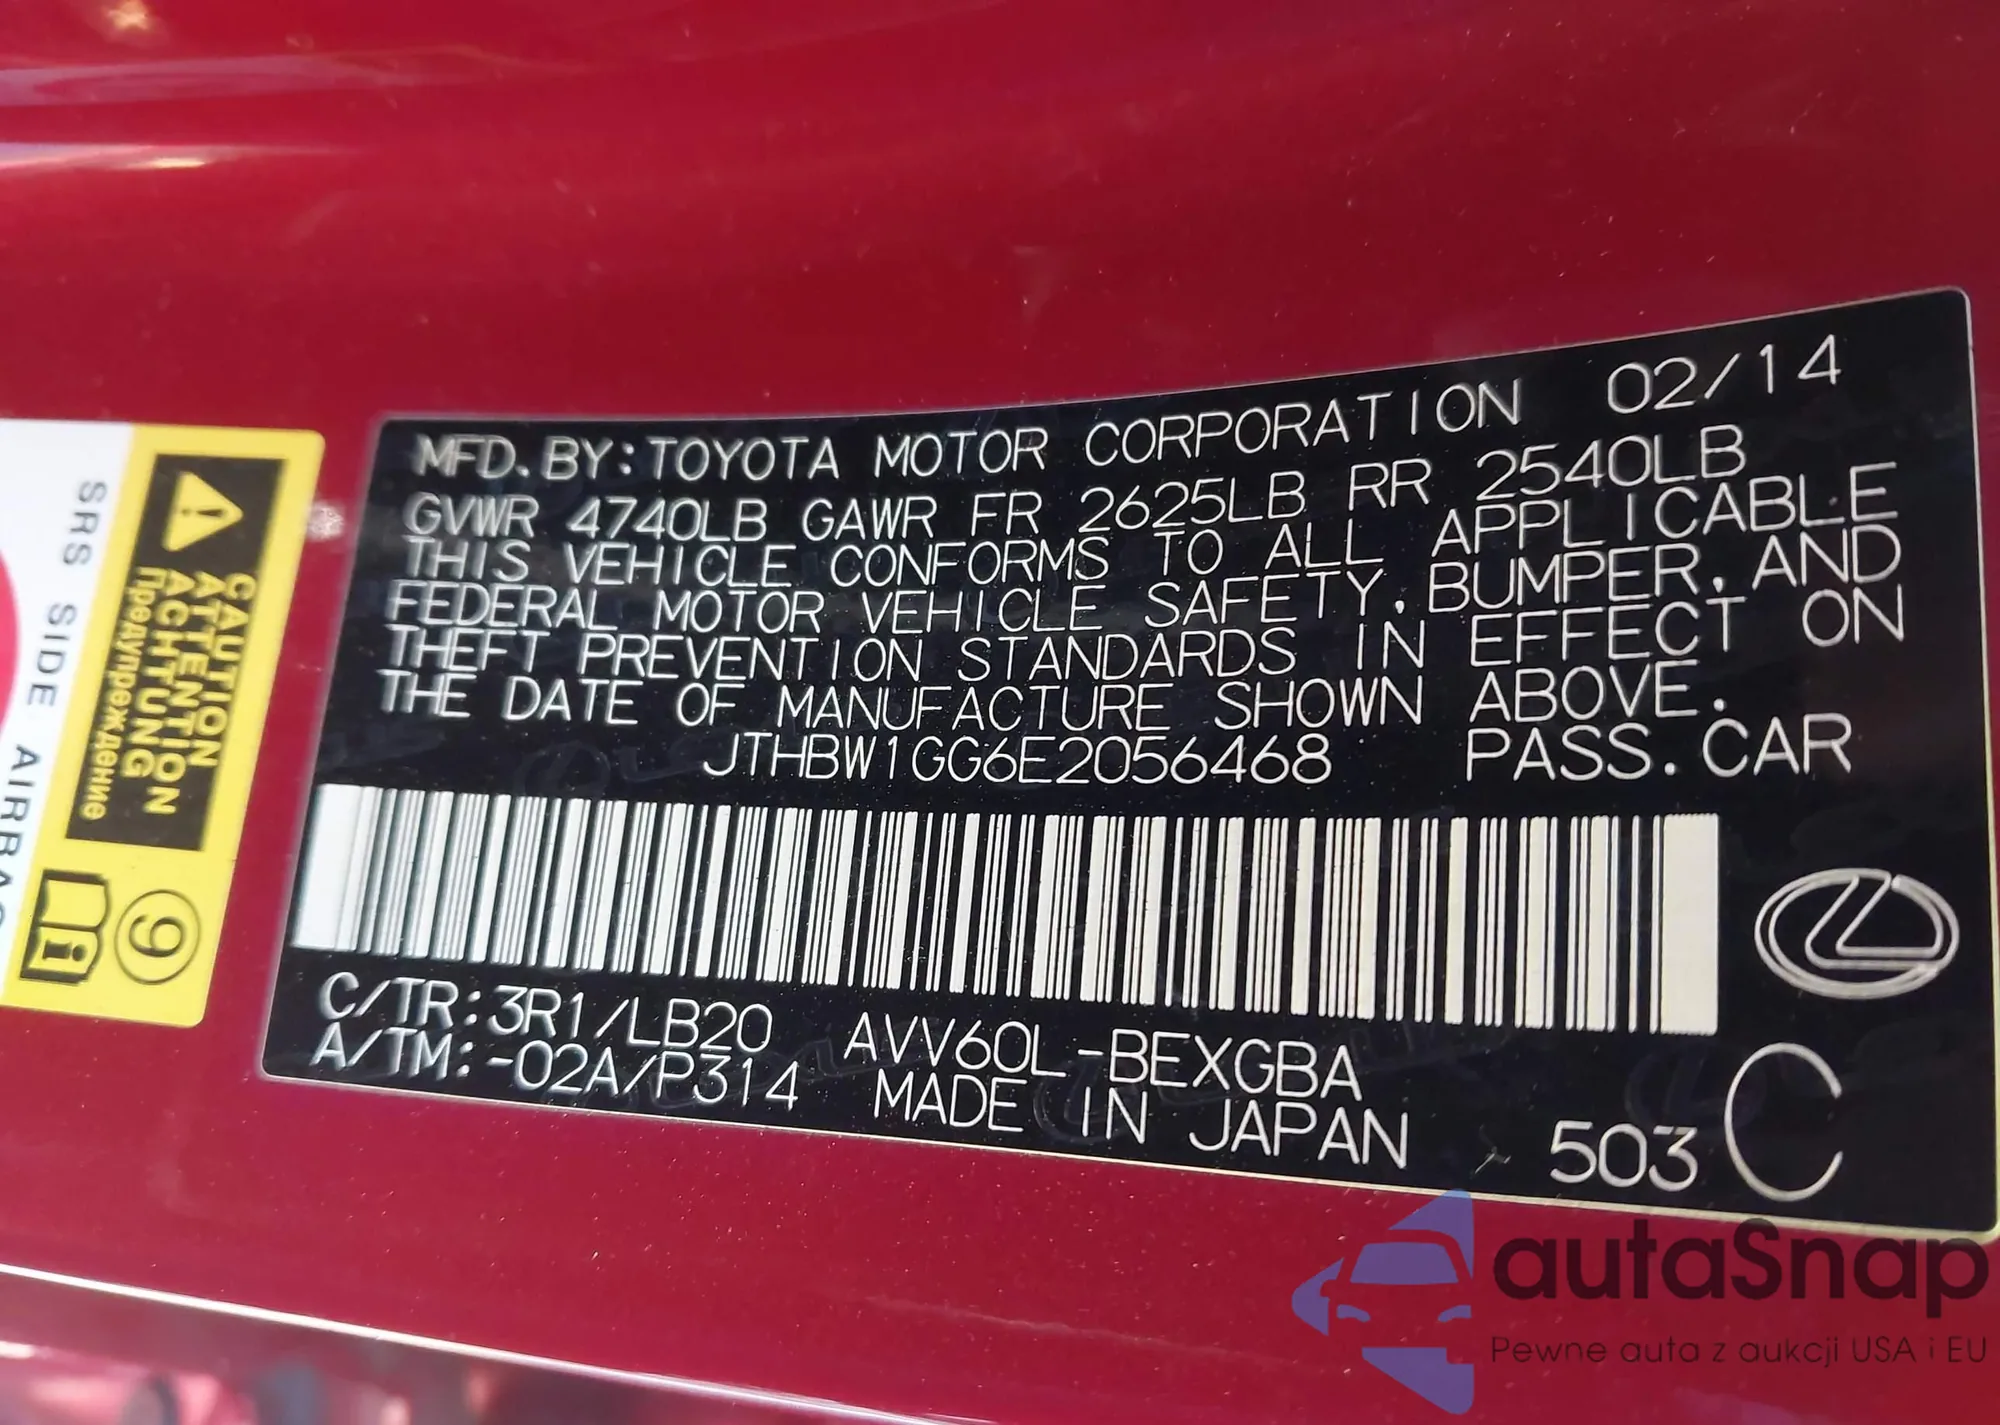 MFD. BY: TOYOTA MOTOR CORPORATION 02/14
GVWR 4740LB GAWR FR 2625LB RR 2540LB
THIS VEHICLE CONFORMS TO ALL APPLICABLE
FEDERAL MOTOR VEHICLE SAFETY, BUMPER, AND
THEFT PREVENTION STANDARDS IN EFFECT ON
THE DATE OF MANUFACTURE SHOWN ABOVE.
JTHBW1GG6E2056468 PASS. CAR
C/TR: 3R1/LB20 AVV60L-BEXGBA
A/TM: -02A/P314 MADE IN JAPAN 503 C
CAUTION
ATTENTION
ACHTUNG
Предупреждение
9
SRS SIDE AIRBAG
autaSnap
Pewne auta z aukcji USA i EU